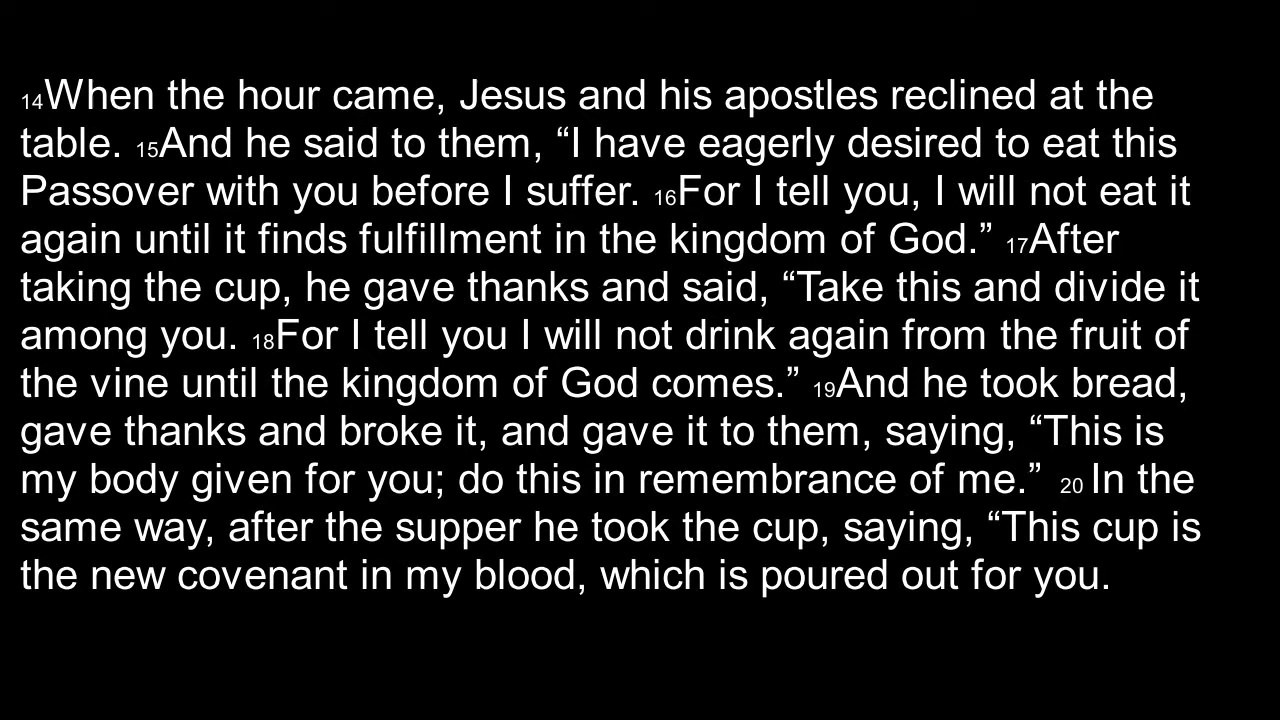 14When the hour came, Jesus and his apostles reclined at the
table. 15And he said to them, “I have eagerly desired to eat this
Passover with you before I suffer. 16For I tell you, I will not eat it
again until it finds fulfillment in the kingdom of God.” 17After
taking the cup, he gave thanks and said, “Take this and divide it
among you. 18For I tell you I will not drink again from the fruit of
the vine until the kingdom of God comes.” 19And he took bread,
gave thanks and broke it, and gave it to them, saying, “This is
my body given for you; do this in remembrance of me.” 20 In the
same way, after the supper he took the cup, saying, “This cup is
the new covenant in my blood, which is poured out for you.